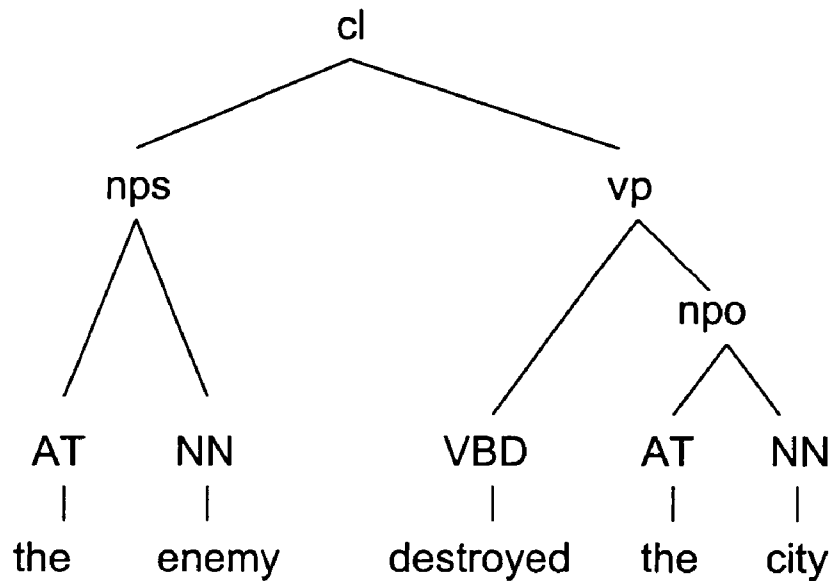 cl
nps vp
npo
AT NN VBD AT NN
the enemy destroyed the city